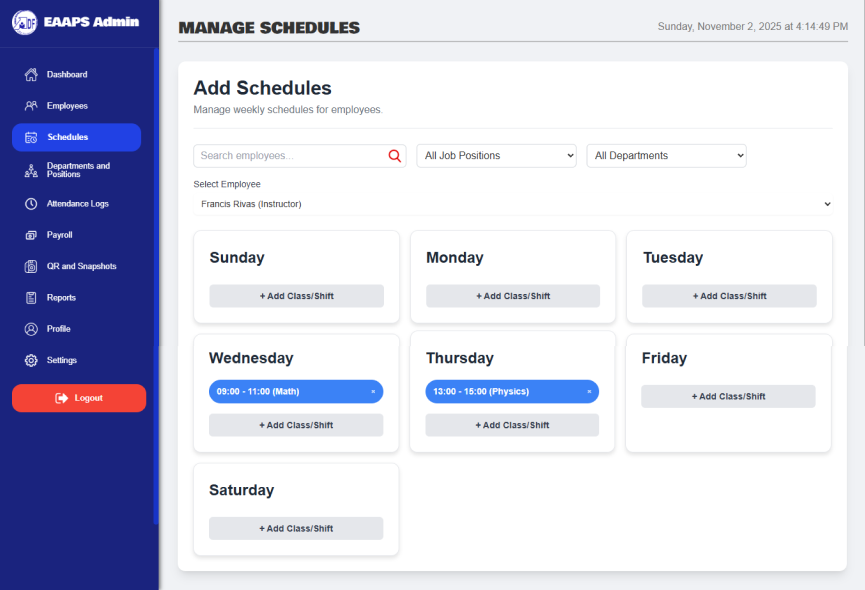 EAAPS Admin
MANAGE SCHEDULES
Sunday, November 2, 2025 at 4:14:49 PM
Dashboard
Employees
Schedules
Departments and
Positions
Attendance Logs
Payroll
QR and Snapshots
Reports
Profile
Settings
Logout
Add Schedules
Manage weekly schedules for employees.
Search employees...
All Job Positions
All Departments
Select Employee
Francis Rivas (Instructor)
Sunday
+ Add Class/Shift
Monday
+ Add Class/Shift
Tuesday
+ Add Class/Shift
Wednesday
09:00 - 11:00 (Math) ×
+ Add Class/Shift
Thursday
13:00 - 15:00 (Physics) ×
+ Add Class/Shift
Friday
+ Add Class/Shift
Saturday
+ Add Class/Shift